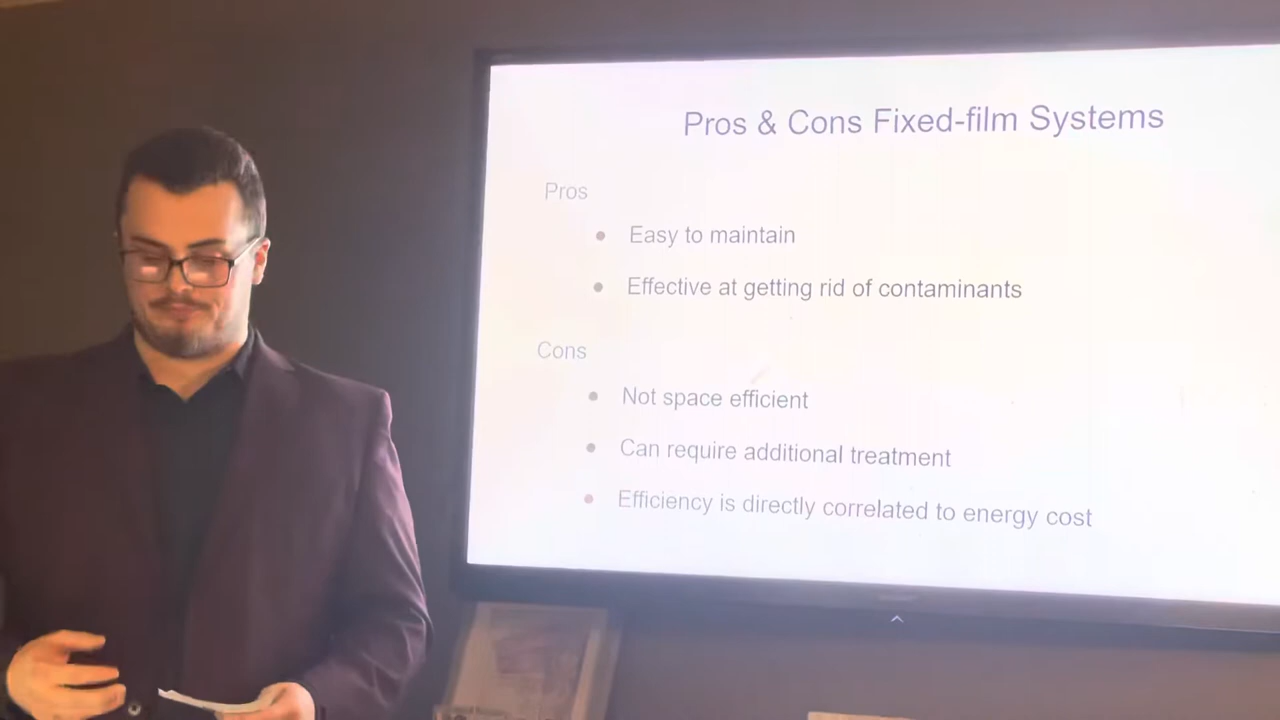 Pros & Cons Fixed-film Systems
Pros
● Easy to maintain
● Effective at getting rid of contaminants
Cons
● Not space efficient
● Can require additional treatment
● Efficiency is directly correlated to energy cost